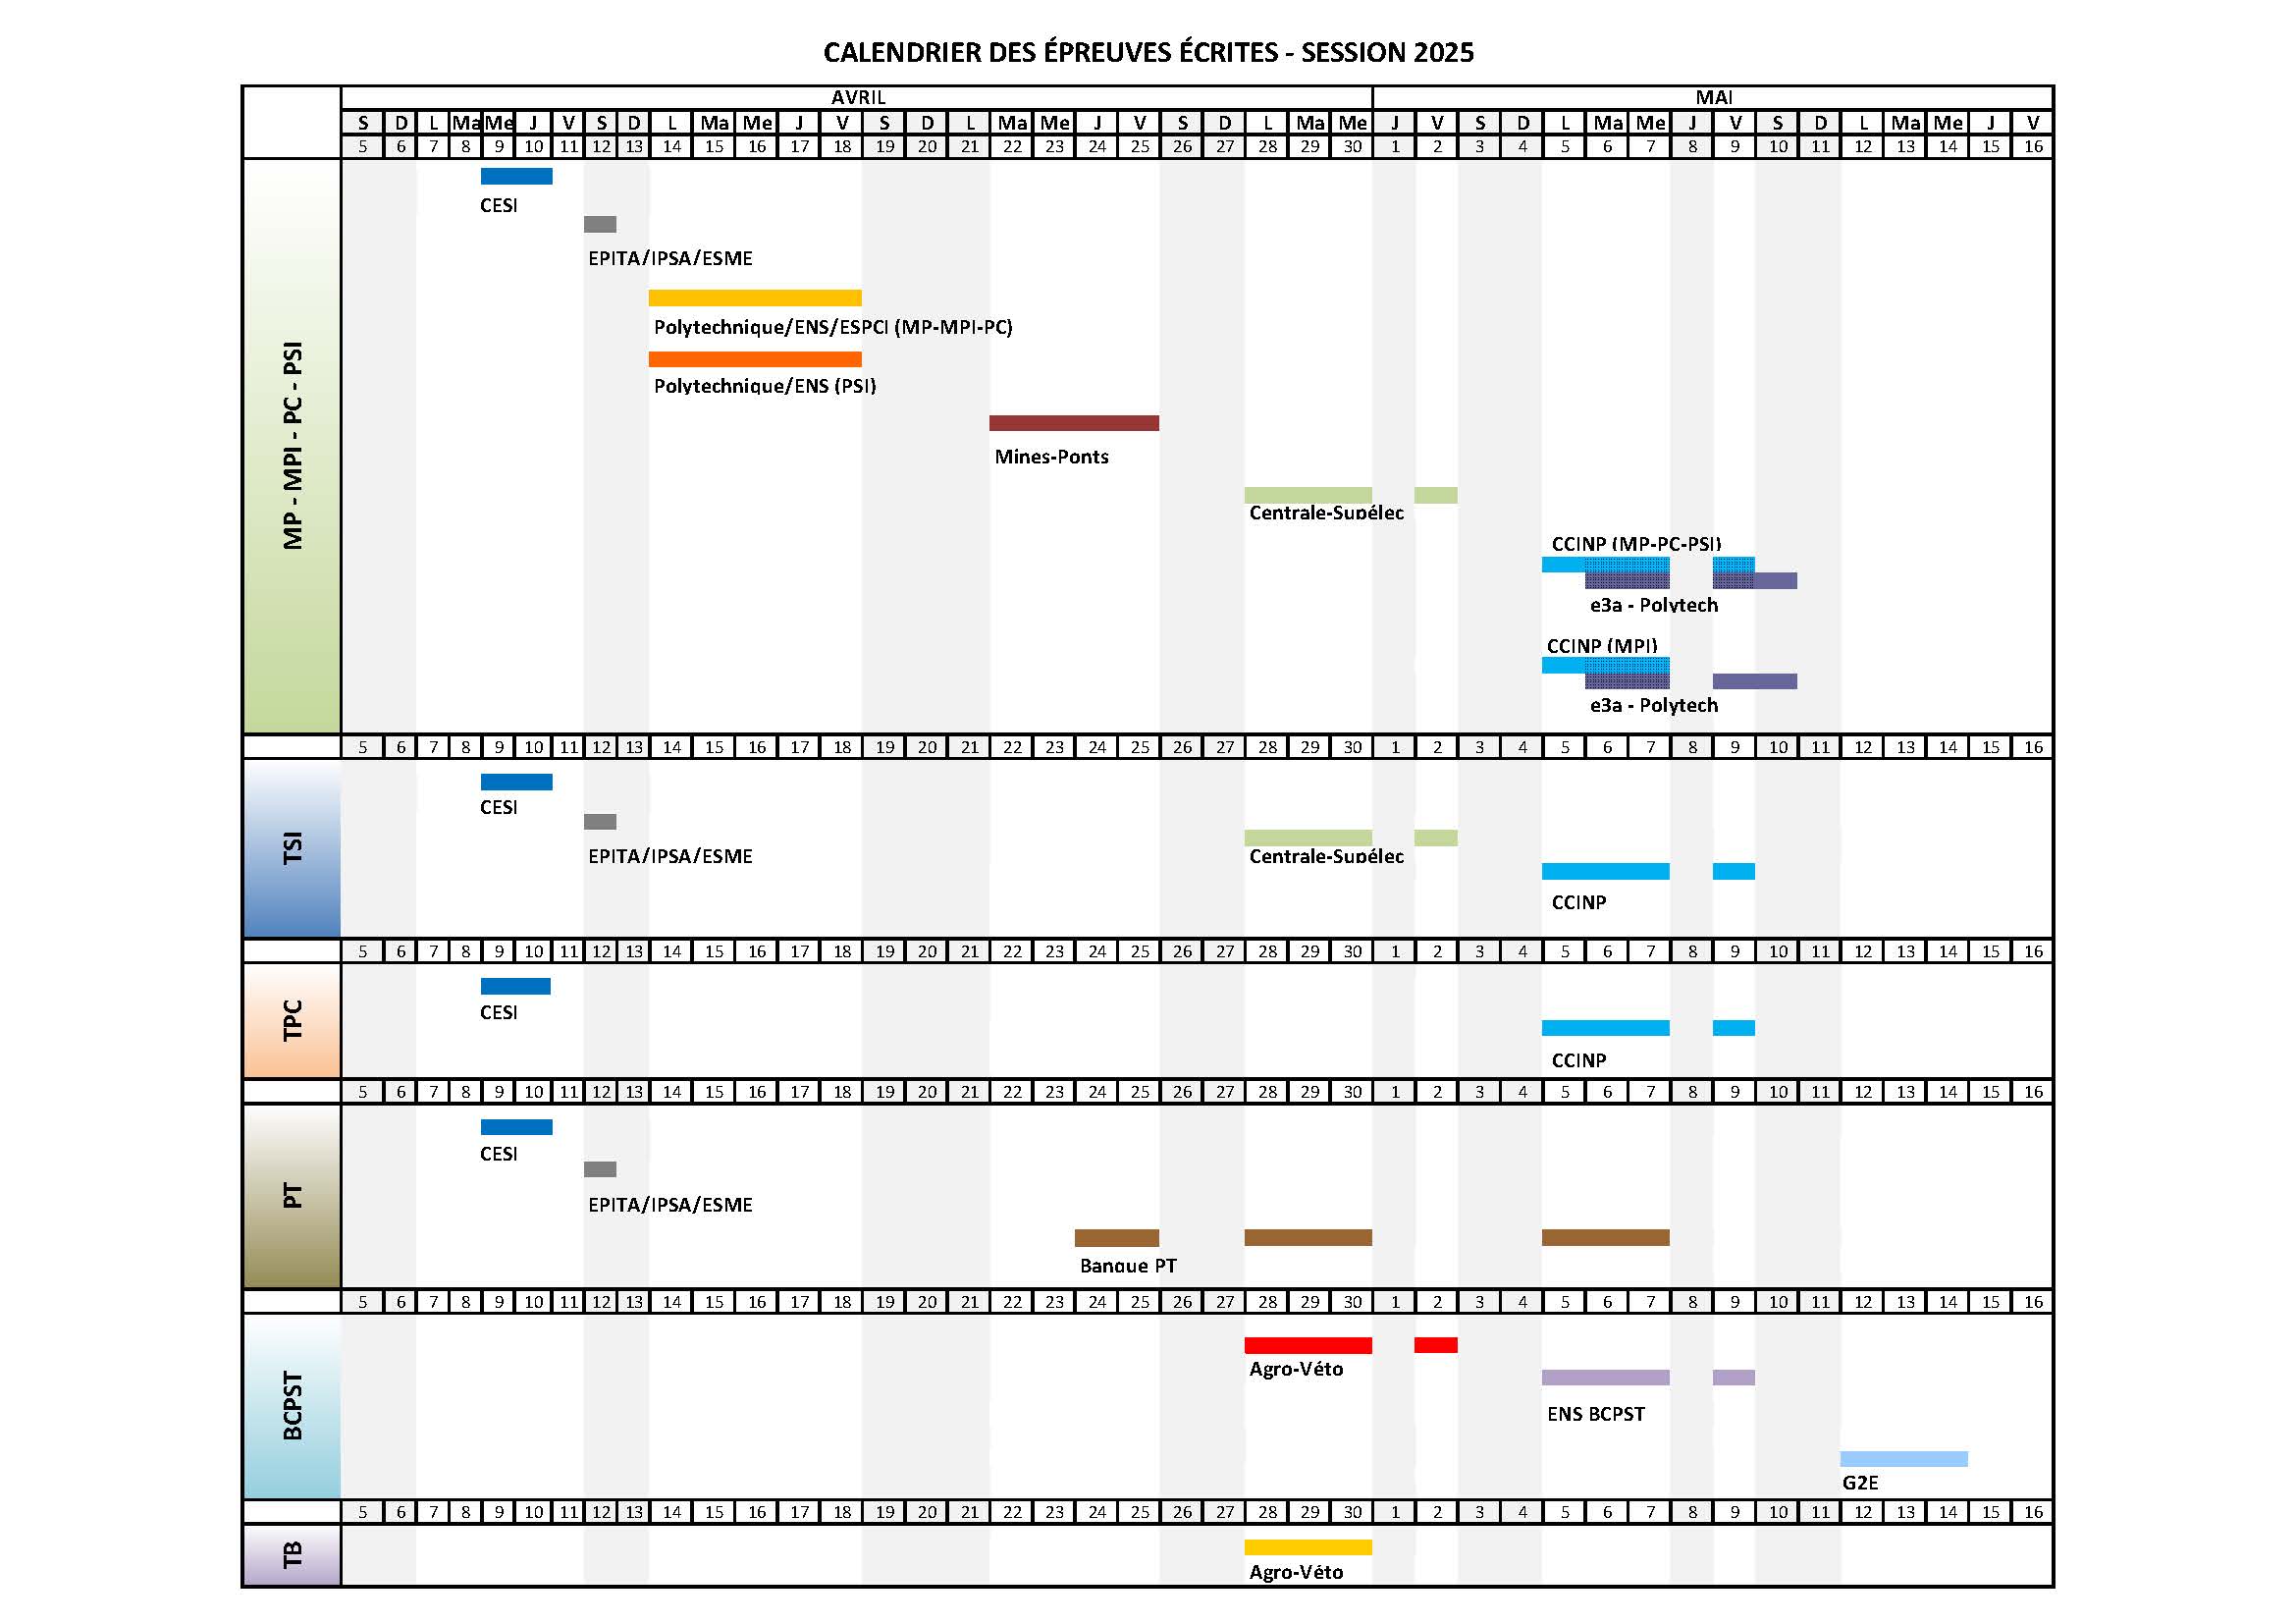 CALENDRIER DES ÉPREUVES ÉCRITES - SESSION 2025
AVRIL MAI
S D L Ma Me J V S D L Ma Me J V S D L Ma Me J V S D L Ma Me J V S D L Ma Me J V S D L Ma Me J V
5 6 7 8 9 10 11 12 13 14 15 16 17 18 19 20 21 22 23 24 25 26 27 28 29 30 1 2 3 4 5 6 7 8 9 10 11 12 13 14 15 16
MP - MPI - PC - PSI
CESI
EPITA/IPSA/ESME
Polytechnique/ENS/ESPCI (MP-MPI-PC)
Polytechnique/ENS (PSI)
Mines-Ponts
Centrale-Supélec
CCINP (MP-PC-PSI)
e3a - Polytech
CCINP (MPI)
e3a - Polytech
5 6 7 8 9 10 11 12 13 14 15 16 17 18 19 20 21 22 23 24 25 26 27 28 29 30 1 2 3 4 5 6 7 8 9 10 11 12 13 14 15 16
TSI
CESI
EPITA/IPSA/ESME
Centrale-Supélec
CCINP
5 6 7 8 9 10 11 12 13 14 15 16 17 18 19 20 21 22 23 24 25 26 27 28 29 30 1 2 3 4 5 6 7 8 9 10 11 12 13 14 15 16
TPC
CESI
CCINP
5 6 7 8 9 10 11 12 13 14 15 16 17 18 19 20 21 22 23 24 25 26 27 28 29 30 1 2 3 4 5 6 7 8 9 10 11 12 13 14 15 16
PT
CESI
EPITA/IPSA/ESME
Banque PT
5 6 7 8 9 10 11 12 13 14 15 16 17 18 19 20 21 22 23 24 25 26 27 28 29 30 1 2 3 4 5 6 7 8 9 10 11 12 13 14 15 16
BCPST
Agro-Véto
ENS BCPST
G2E
5 6 7 8 9 10 11 12 13 14 15 16 17 18 19 20 21 22 23 24 25 26 27 28 29 30 1 2 3 4 5 6 7 8 9 10 11 12 13 14 15 16
TB
Agro-Véto